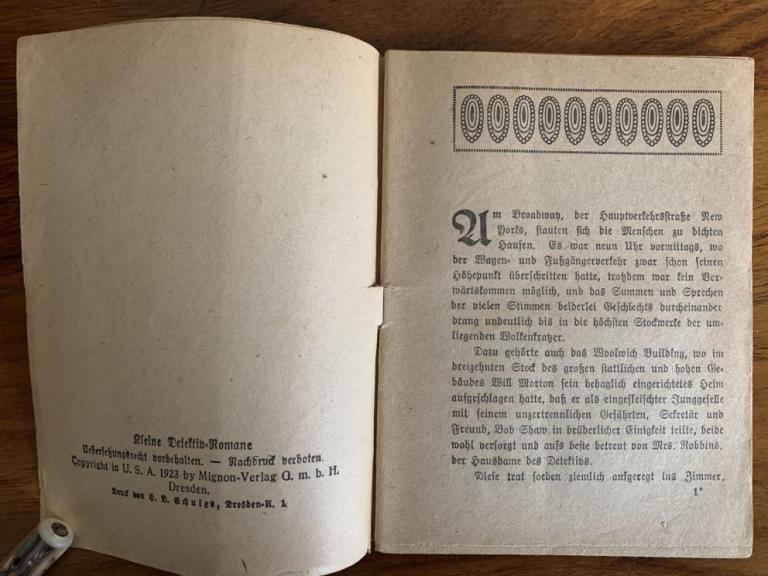 Kleine Detektiv-Romane
Uebersetzungsrecht vorbehalten. — Nachdruck verboten.
Copyright in U. S. A. 1923 by Mignon-Verlag G. m. b. H.
Dresden.
Druck von H. B. Schulze, Dresden-A. 1
Am Broadway, der Hauptverkehrsstraße New
Yorks, stauten sich die Menschen zu dichten
Haufen. Es war neun Uhr vormittags, wo
der Wagen- und Fußgängerverkehr zwar schon seinen
Höhepunkt überschritten hatte, trotzdem war kein Vor-
wärtskommen möglich, und das Summen und Sprechen
der vielen Stimmen beiderlei Geschlechts durcheinander
drang undeutlich bis in die höchsten Stockwerke der um-
liegenden Wolkenkratzer.
Dazu gehörte auch das Woolwich Building, wo im
dreizehnten Stock des großen stattlichen und hohen Ge-
bäudes Will Morton sein behaglich eingerichtetes Heim
aufgeschlagen hatte, daß er als eingefleischter Junggeselle
mit seinem unzertrennlichen Gefährten, Sekretär und
Freund, Bob Shaw in brüderlicher Einigkeit teilte, beide
wohl versorgt und aufs beste betreut von Mrs. Robbins,
der Hausdame des Detektivs.
Diese trat soeben ziemlich aufgeregt ins Zimmer,
1*